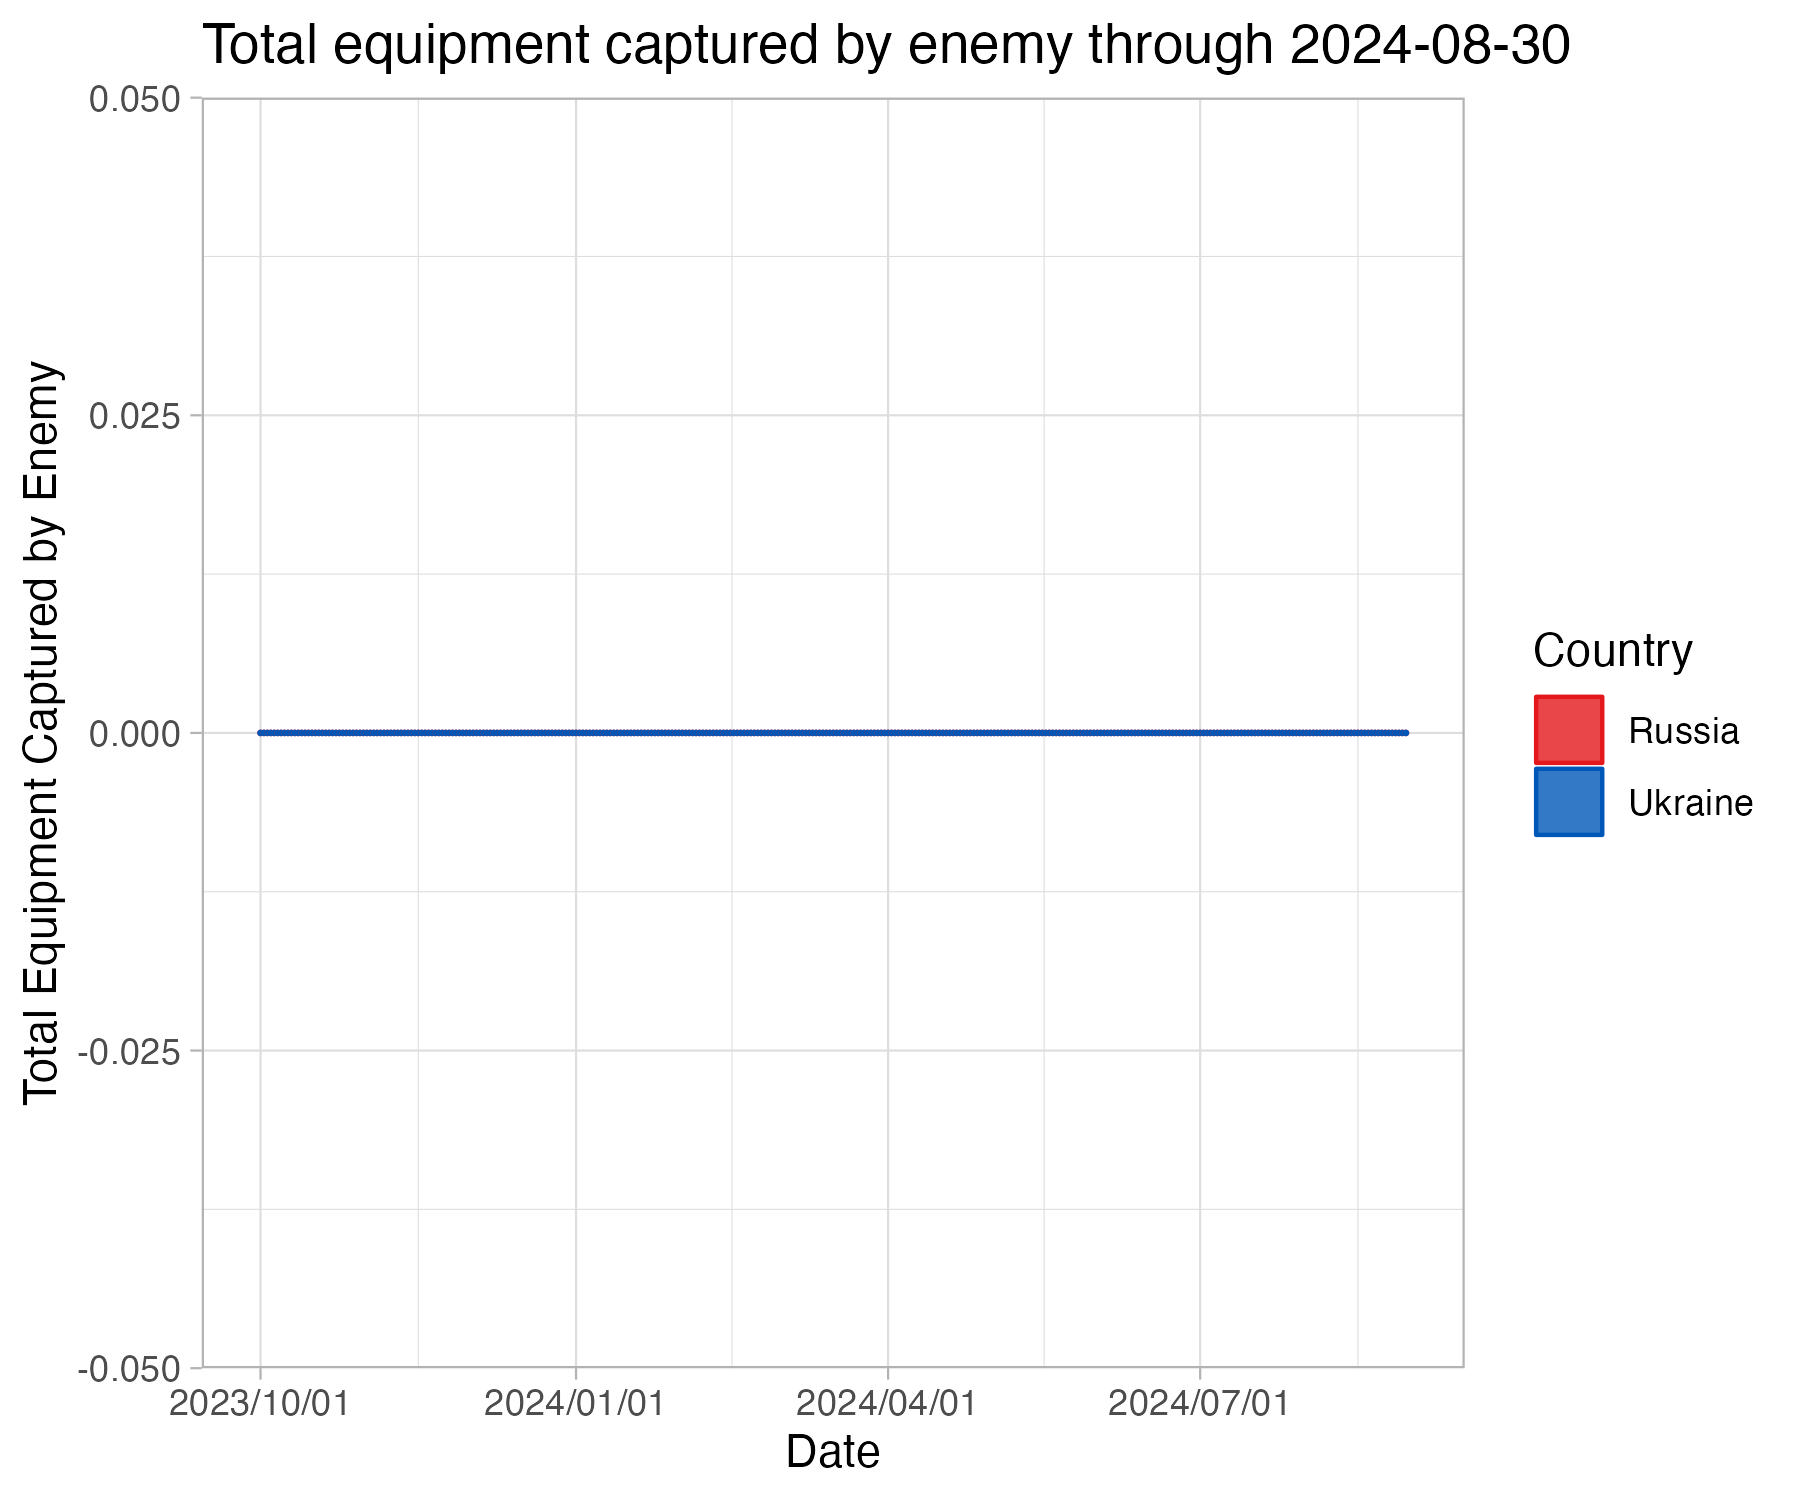 Total equipment captured by enemy through 2024-08-30
Total Equipment Captured by Enemy
0.050
0.025
0.000
-0.025
-0.050
2023/10/01
2024/01/01
2024/04/01
2024/07/01
Date
Country
Russia
Ukraine